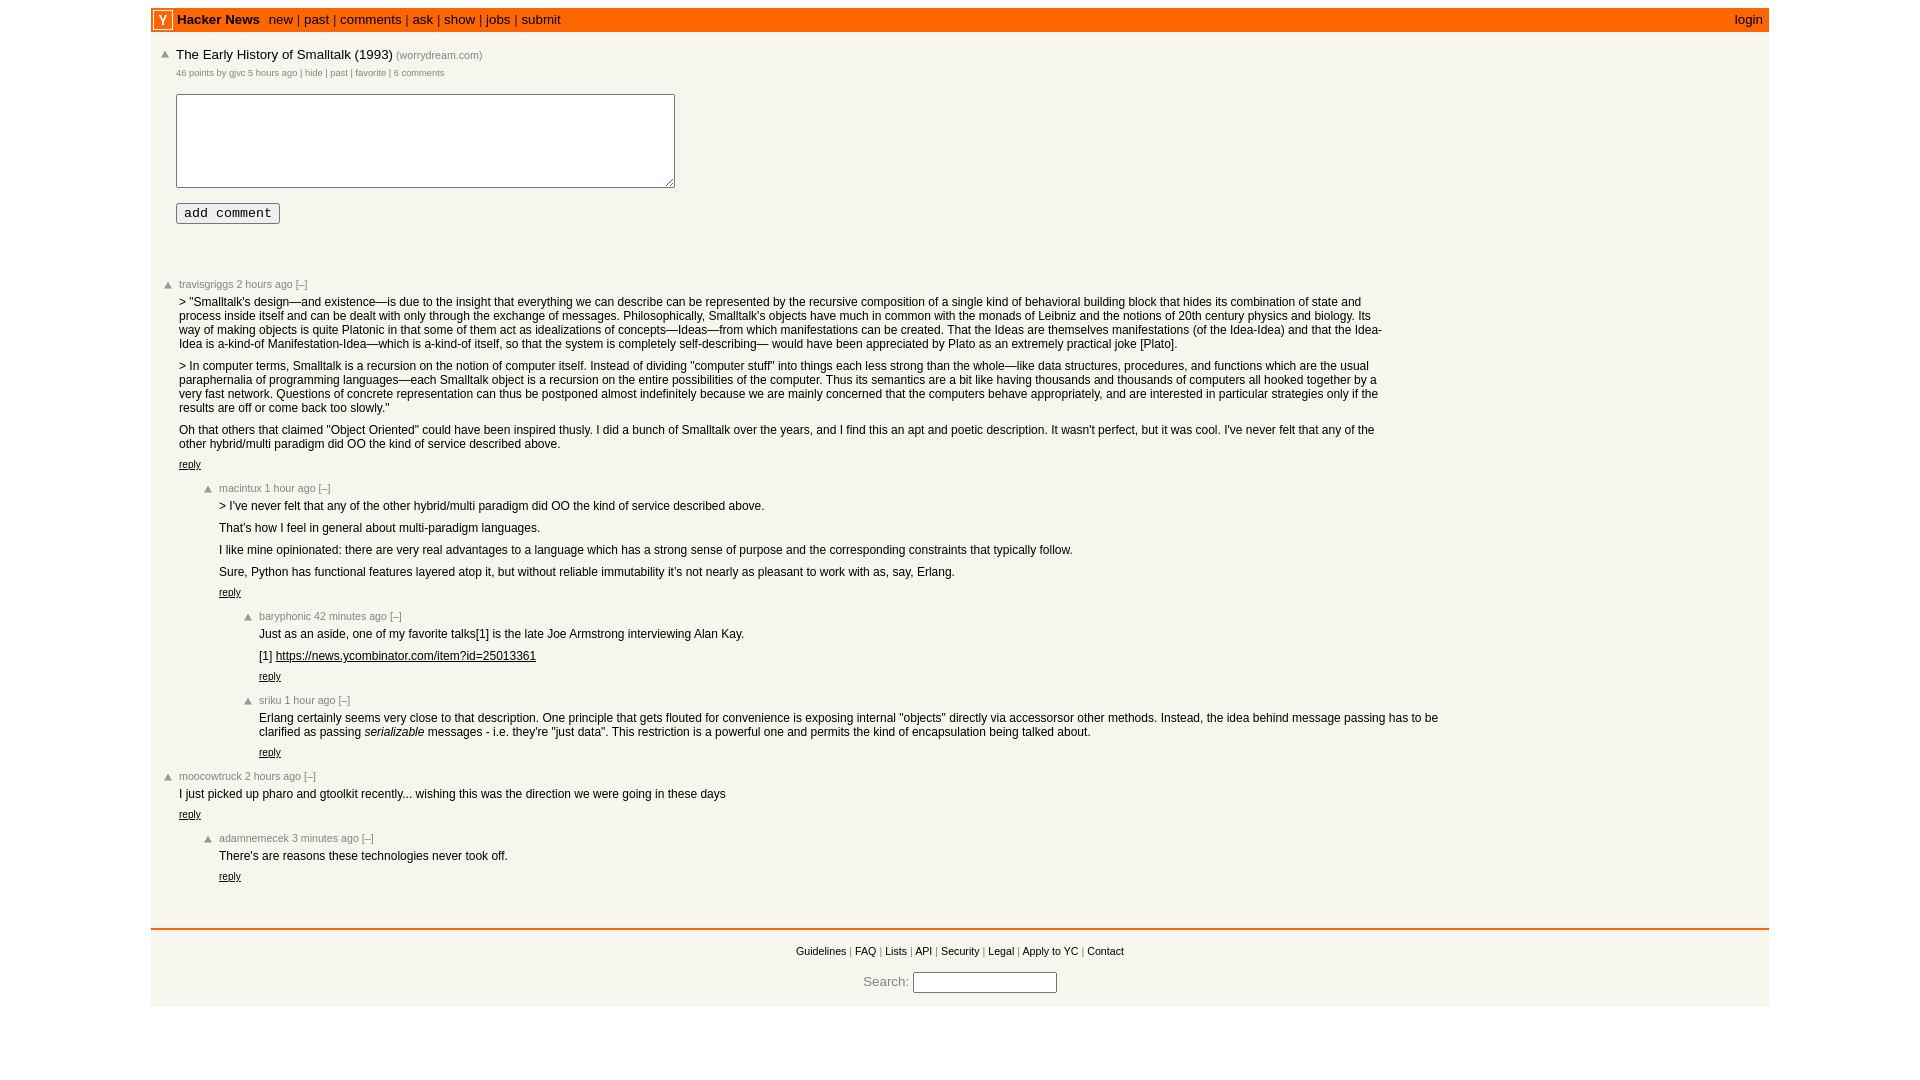 Y Hacker News new | past | comments | ask | show | jobs | submit login
The Early History of Smalltalk (1993) (worrydream.com)
46 points by gjvc 5 hours ago | hide | past | favorite | 6 comments
add comment
travisgriggs 2 hours ago [–]
> "Smalltalk's design—and existence—is due to the insight that everything we can describe can be represented by the recursive composition of a single kind of behavioral building block that hides its combination of state and
process inside itself and can be dealt with only through the exchange of messages. Philosophically, Smalltalk's objects have much in common with the monads of Leibniz and the notions of 20th century physics and biology. Its
way of making objects is quite Platonic in that some of them act as idealizations of concepts—Ideas—from which manifestations can be created. That the Ideas are themselves manifestations (of the Idea-Idea) and that the Idea-
Idea is a-kind-of Manifestation-Idea—which is a-kind-of itself, so that the system is completely self-describing— would have been appreciated by Plato as an extremely practical joke [Plato].
> In computer terms, Smalltalk is a recursion on the notion of computer itself. Instead of dividing "computer stuff" into things each less strong than the whole—like data structures, procedures, and functions which are the usual
paraphernalia of programming languages—each Smalltalk object is a recursion on the entire possibilities of the computer. Thus its semantics are a bit like having thousands and thousands of computers all hooked together by a
very fast network. Questions of concrete representation can thus be postponed almost indefinitely because we are mainly concerned that the computers behave appropriately, and are interested in particular strategies only if the
results are off or come back too slowly."
Oh that others that claimed "Object Oriented" could have been inspired thusly. I did a bunch of Smalltalk over the years, and I find this an apt and poetic description. It wasn't perfect, but it was cool. I've never felt that any of the
other hybrid/multi paradigm did OO the kind of service described above.
reply
macintux 1 hour ago [–]
> I've never felt that any of the other hybrid/multi paradigm did OO the kind of service described above.
That’s how I feel in general about multi-paradigm languages.
I like mine opinionated: there are very real advantages to a language which has a strong sense of purpose and the corresponding constraints that typically follow.
Sure, Python has functional features layered atop it, but without reliable immutability it’s not nearly as pleasant to work with as, say, Erlang.
reply
baryphonic 42 minutes ago [–]
Just as an aside, one of my favorite talks[1] is the late Joe Armstrong interviewing Alan Kay.
[1] https://news.ycombinator.com/item?id=25013361
reply
sriku 1 hour ago [–]
Erlang certainly seems very close to that description. One principle that gets flouted for convenience is exposing internal "objects" directly via accessorsor other methods. Instead, the idea behind message passing has to be
clarified as passing serializable messages - i.e. they're "just data". This restriction is a powerful one and permits the kind of encapsulation being talked about.
reply
moocowtruck 2 hours ago [–]
I just picked up pharo and gtoolkit recently... wishing this was the direction we were going in these days
reply
adamnemecek 3 minutes ago [–]
There's are reasons these technologies never took off.
reply
Guidelines | FAQ | Lists | API | Security | Legal | Apply to YC | Contact
Search: